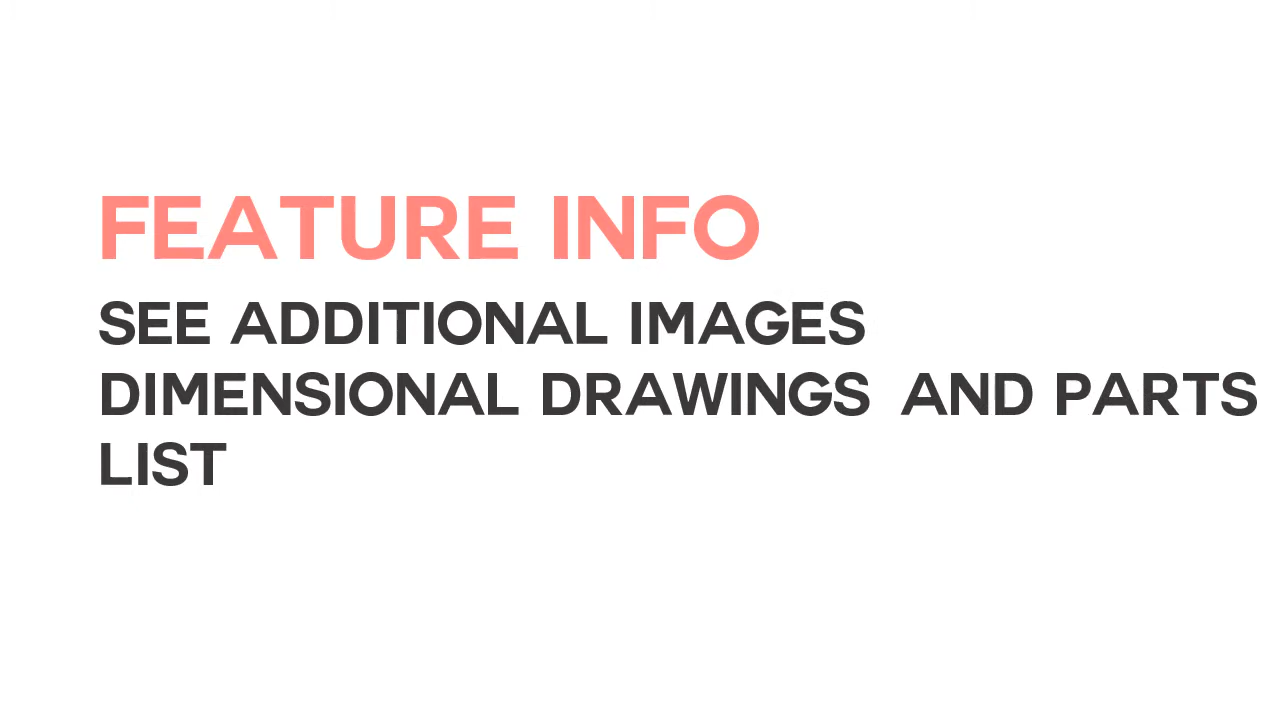 FEATURE INFO
SEE ADDITIONAL IMAGES
DIMENSIONAL DRAWINGS AND PARTS
LIST